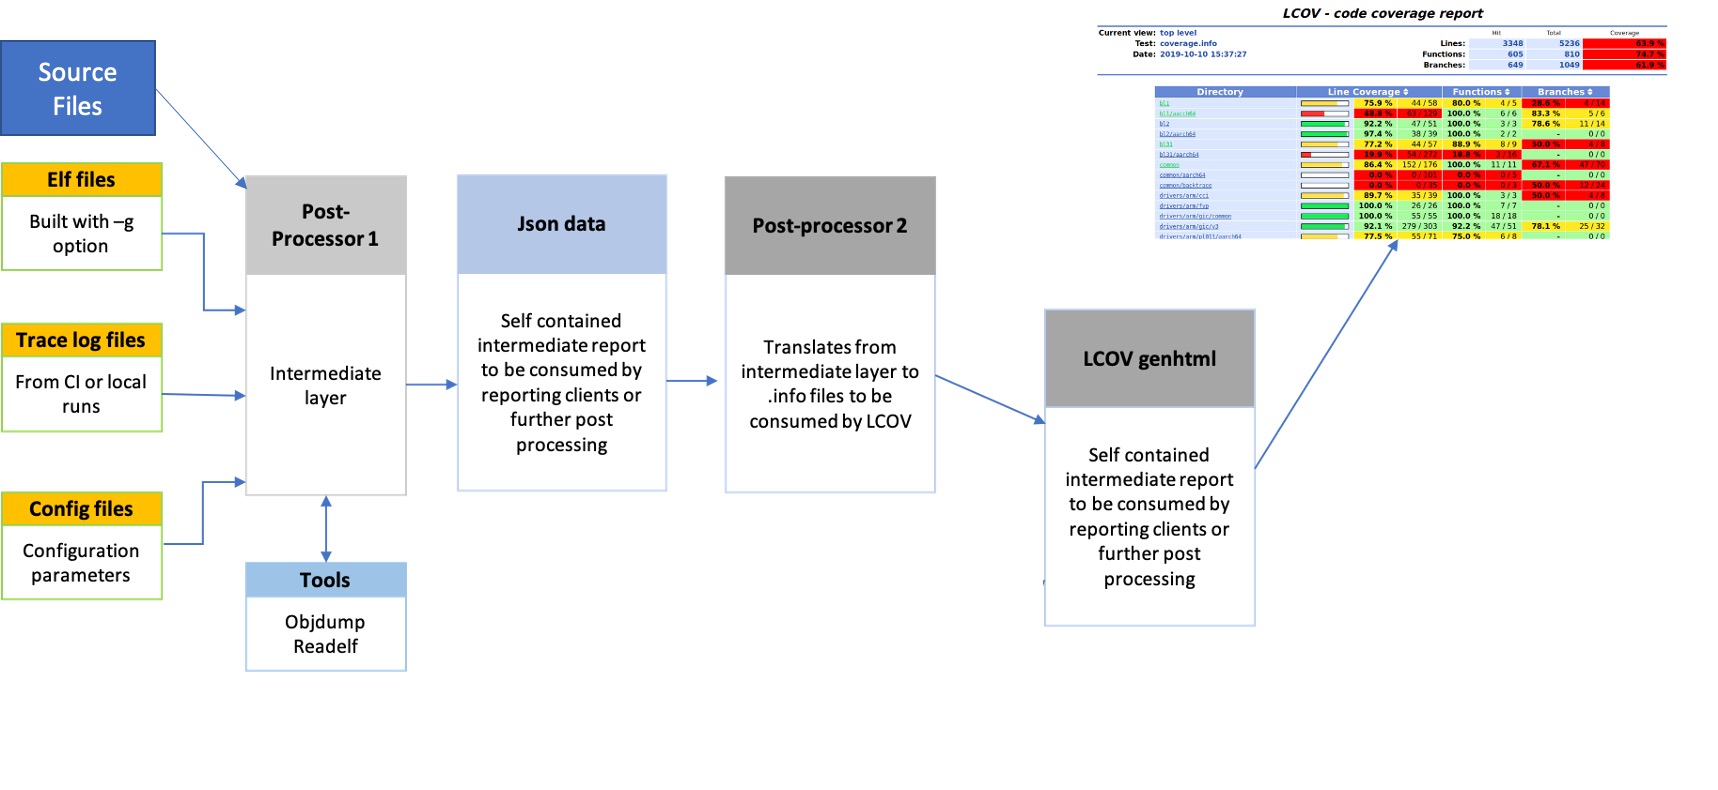 LCOV - code coverage report
Current view: top level
Test: coverage.info
Date: 2019-10-10 15:37:27
Hit Total Coverage
Lines: 3348 5236 63.9 %
Functions: 605 810 74.7 %
Branches: 649 1049 61.9 %
Directory Line Coverage Functions Branches
bl1 75.9 % 44 / 58 80.0 % 4 / 5 28.6 % 4 / 14
bl1/aarch64 48.8 % 63 / 129 100.0 % 6 / 6 83.3 % 5 / 6
bl2 92.2 % 47 / 51 100.0 % 3 / 3 78.6 % 11 / 14
bl2/aarch64 97.4 % 38 / 39 100.0 % 2 / 2 - 0 / 0
bl31 77.2 % 44 / 57 88.9 % 8 / 9 50.0 % 4 / 8
bl31/aarch64 19.9 % 54 / 272 18.8 % 3 / 16 - 0 / 0
common 86.4 % 152 / 176 100.0 % 11 / 11 67.1 % 47 / 70
common/aarch64 0.0 % 0 / 101 0.0 % 0 / 5 - 0 / 0
common/backtrace 0.0 % 0 / 35 0.0 % 0 / 3 50.0 % 12 / 24
drivers/arm/cci 89.7 % 35 / 39 100.0 % 3 / 3 50.0 % 4 / 8
drivers/arm/fvp 100.0 % 26 / 26 100.0 % 7 / 7 - 0 / 0
drivers/arm/gic/common 100.0 % 55 / 55 100.0 % 18 / 18 - 0 / 0
drivers/arm/gic/v3 92.1 % 279 / 303 92.2 % 47 / 51 78.1 % 25 / 32
drivers/arm/pl011/aarch64 77.5 % 55 / 71 75.0 % 6 / 8 - 0 / 0
Source
Files
Elf files
Built with –g
option
Trace log files
From CI or local
runs
Config files
Configuration
parameters
Post-
Processor 1
Intermediate
layer
Tools
Objdump
Readelf
Json data
Self contained
intermediate report
to be consumed by
reporting clients or
further post
processing
Post-processor 2
Translates from
intermediate layer to
.info files to be
consumed by LCOV
LCOV genhtml
Self contained
intermediate report
to be consumed by
reporting clients or
further post
processing